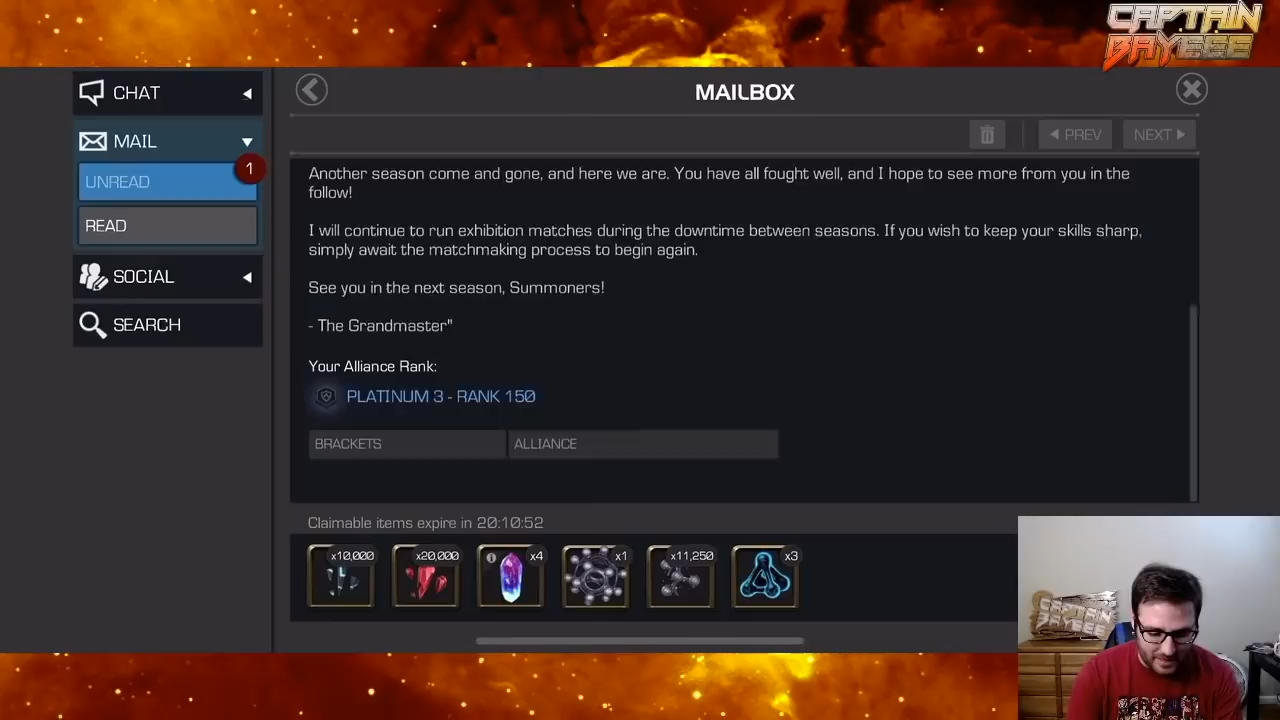 CAPTAIN
BAYEEE
CHAT
MAILBOX
MAIL
PREV
NEXT
1
UNREAD
READ
SOCIAL
SEARCH
Another season come and gone, and here we are. You have all fought well, and I hope to see more from you in the
follow!
I will continue to run exhibition matches during the downtime between seasons. If you wish to keep your skills sharp,
simply await the matchmaking process to begin again.
See you in the next season, Summoners!
- The Grandmaster"
Your Alliance Rank:
PLATINUM 3 - RANK 150
BRACKETS ALLIANCE
Claimable items expire in 20:10:52
x10,000 x20,000 x4 x1 x11,250 x3
CAPTAIN
BAYEEE